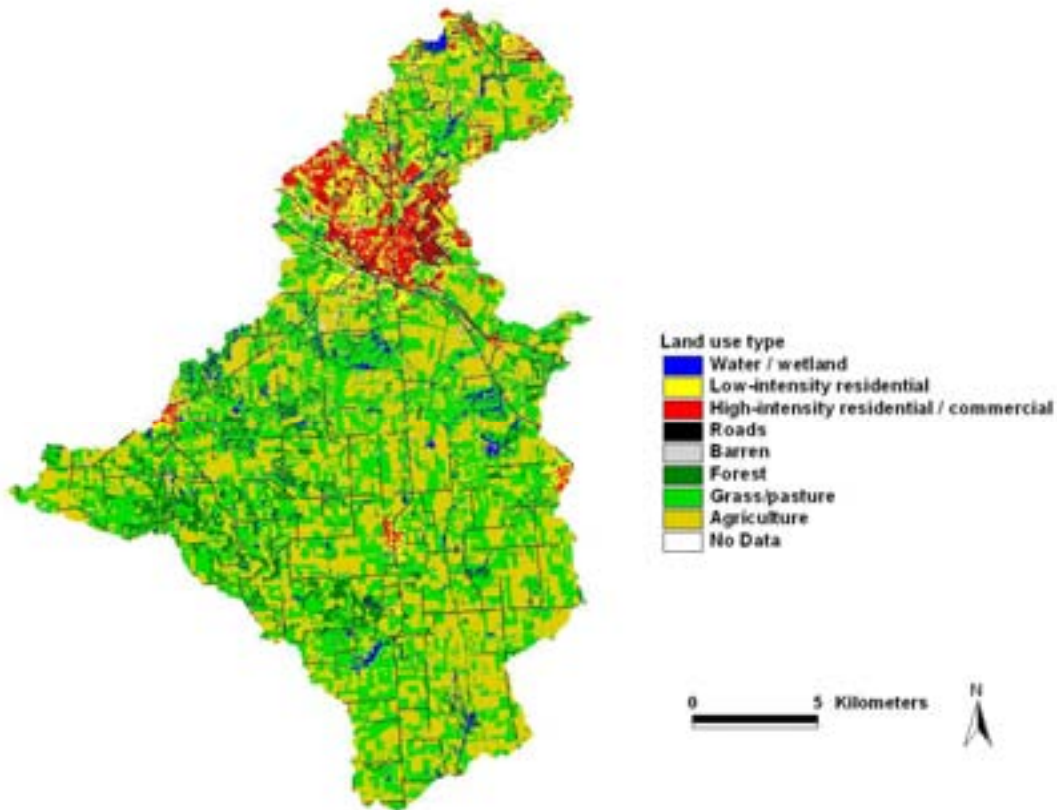 Land use type
Water / wetland
Low-intensity residential
High-intensity residential / commercial
Roads
Barren
Forest
Grass/pasture
Agriculture
No Data
0 5 Kilometers
N